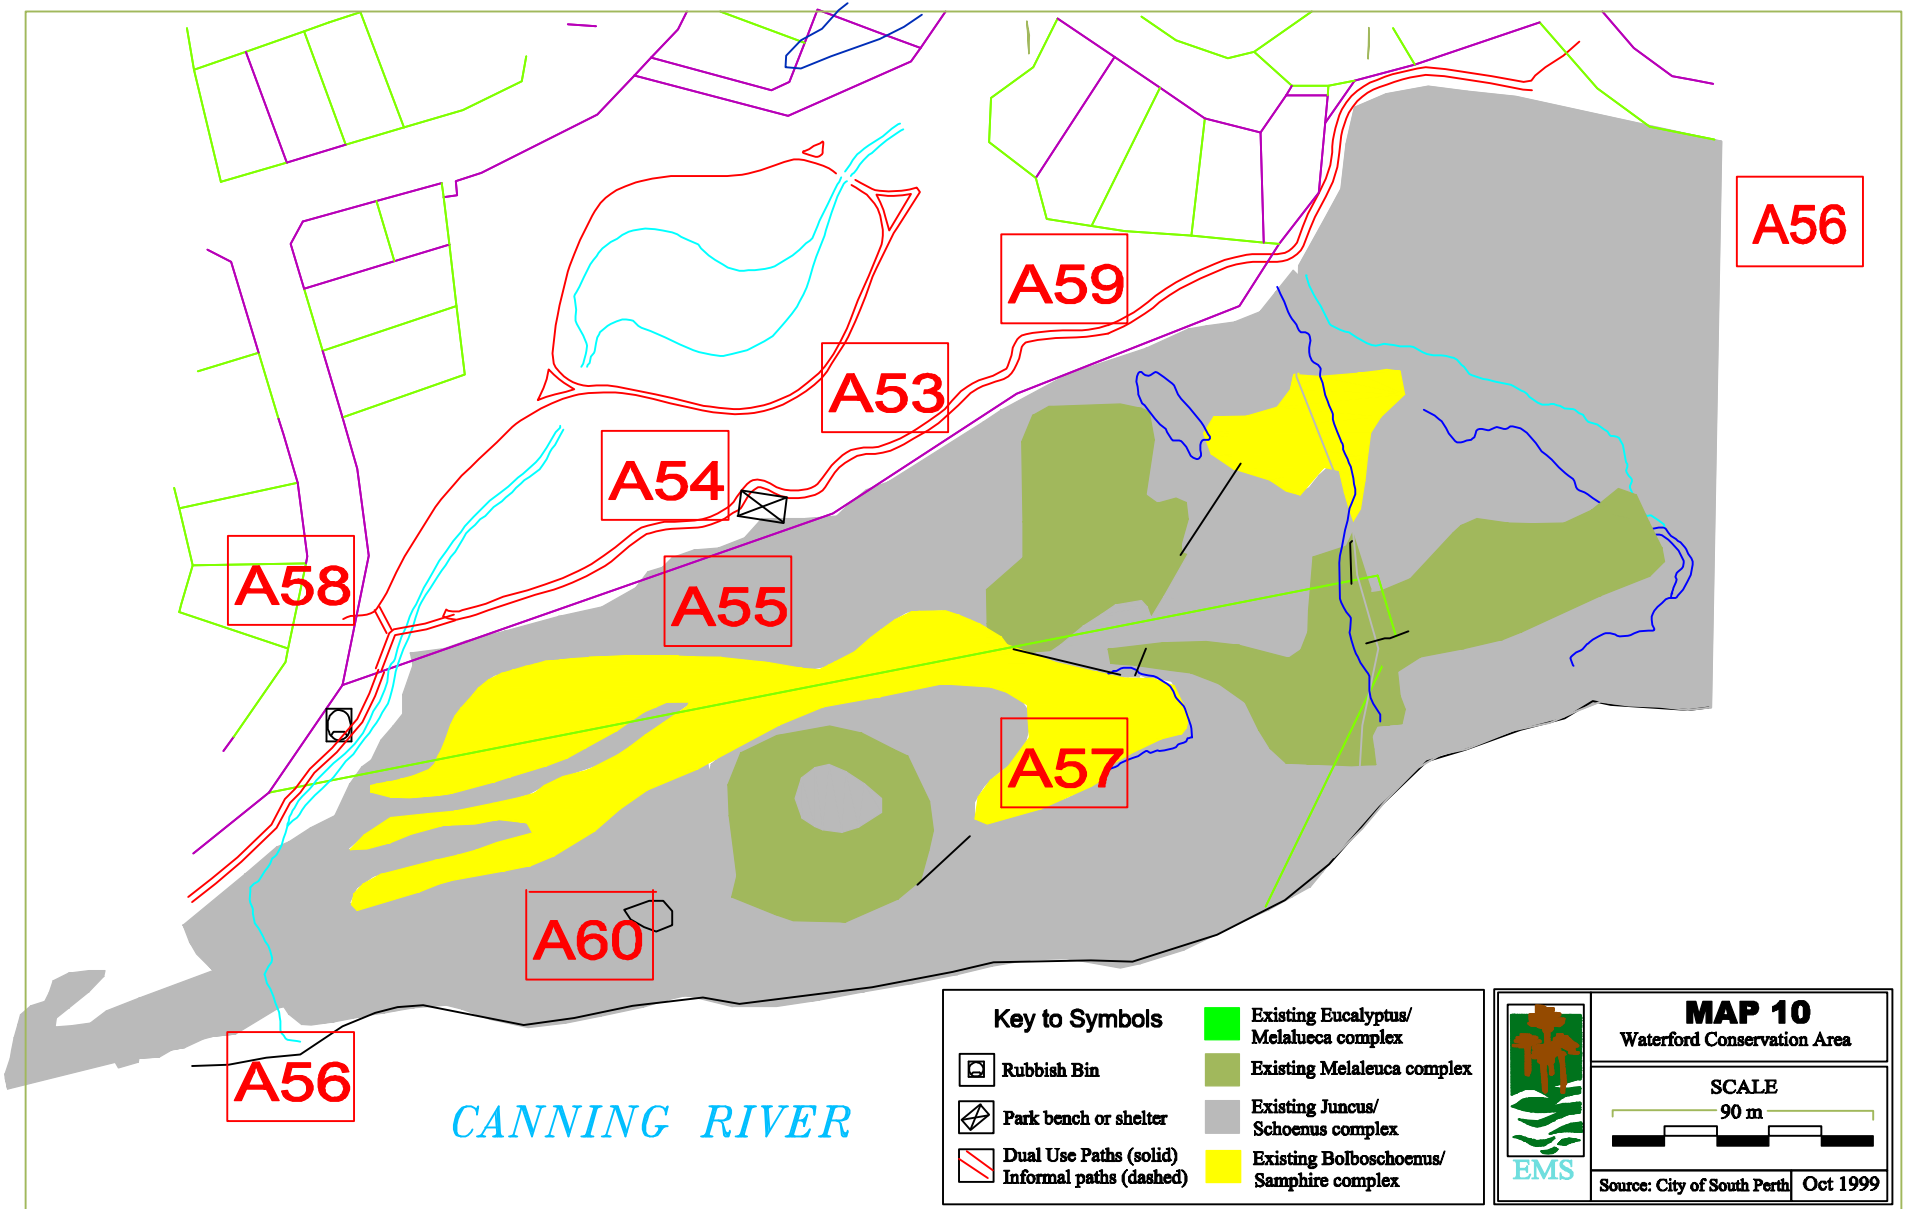 A56
A59
A53
A54
A58
A55
A57
A60
A56
CANNING RIVER
Key to Symbols
Rubbish Bin
Park bench or shelter
Dual Use Paths (solid)
Informal paths (dashed)
Existing Eucalyptus/
Melalueca complex
Existing Melaleuca complex
Existing Juncus/
Schoenus complex
Existing Bolboschoenus/
Samphire complex
EMS
MAP 10
Waterford Conservation Area
SCALE
90 m
Source: City of South Perth
Oct 1999